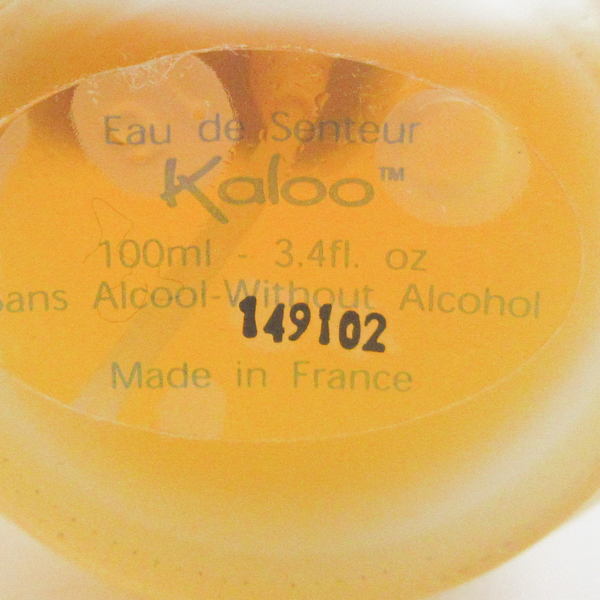 Eau de Senteur
Kaloo™
100ml - 3.4fl. oz
Sans Alcool-Without Alcohol
149102
Made in France